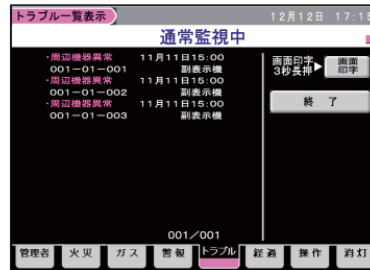 トラブル一覧表示
12月12日 17:15
通常監視中
・周辺機器異常 11月11日15:00
001-01-001 副表示機
・周辺機器異常 11月11日15:00
001-01-002 副表示機
・周辺機器異常 11月11日15:00
001-01-003 副表示機
画面印字
3秒長押
画面
印字
終 了
001/001
管理者 火災 ガス 警報 トラブル 経過 操作 消灯